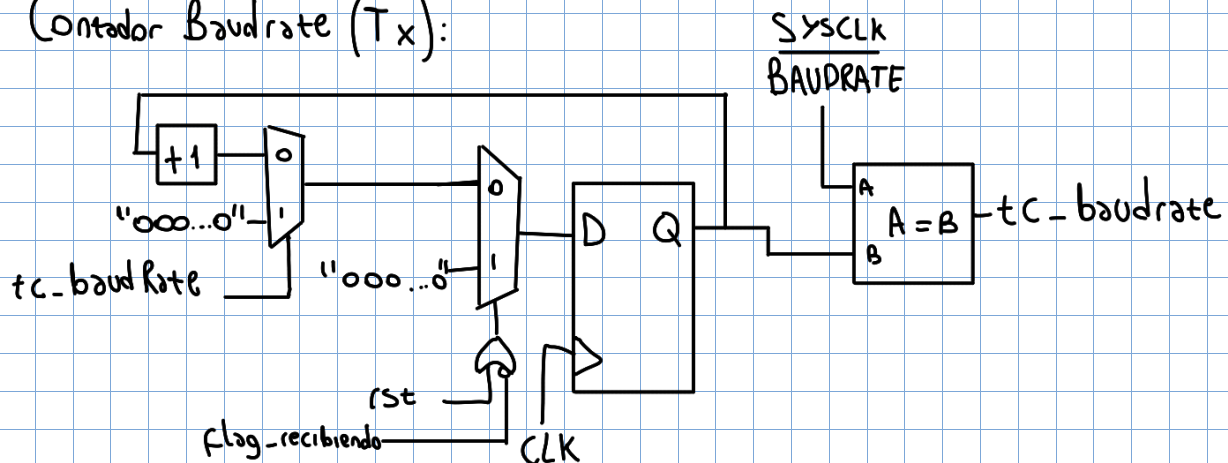 Contador Baudrate (Tx):
SYSCLK
BAUDRATE
+1
0
"000...0"
1
tc_baudRate
0
"000...0"
1
rst
flag_recibiendo
D
Q
CLK
A
A = B
B
tc_baudrate